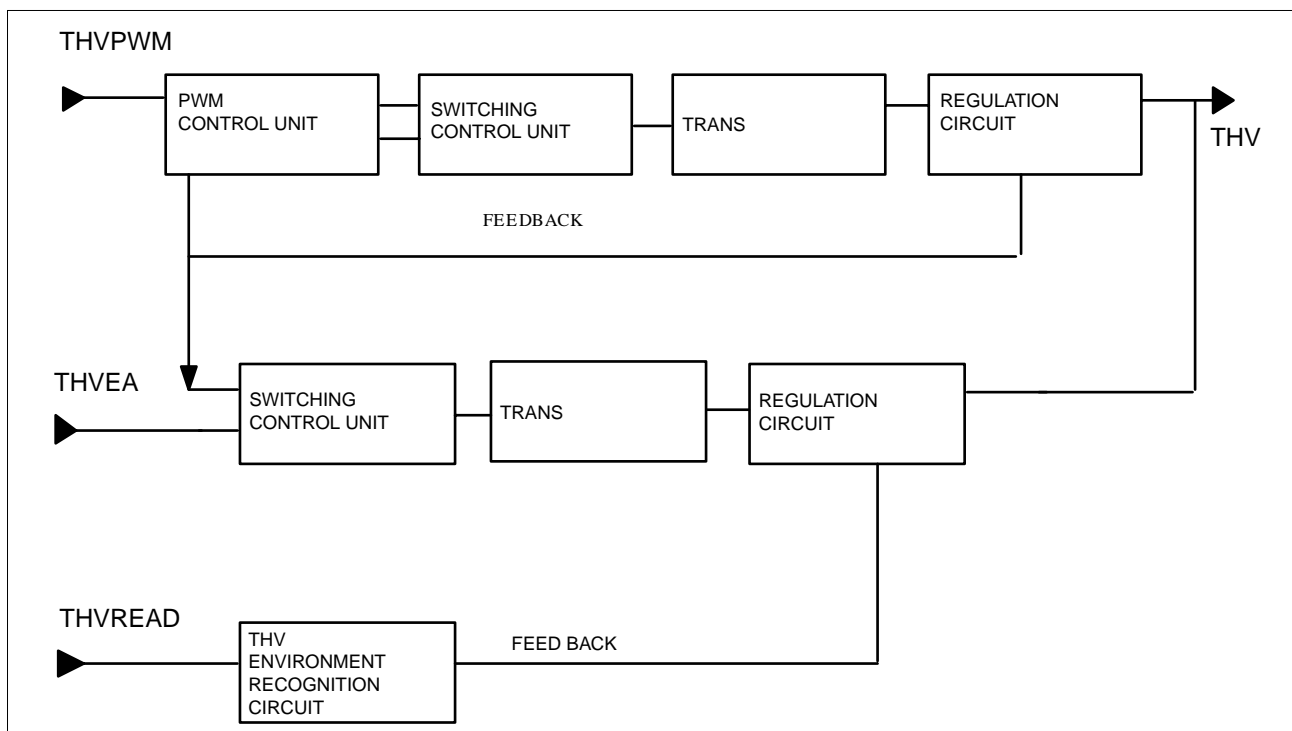 THVPWM
PWM
CONTROL UNIT
SWITCHING
CONTROL UNIT
TRANS
REGULATION
CIRCUIT
THV
FEEDBACK
THVEA
SWITCHING
CONTROL UNIT
TRANS
REGULATION
CIRCUIT
THVREAD
THV
ENVIRONMENT
RECOGNITION
CIRCUIT
FEED BACK